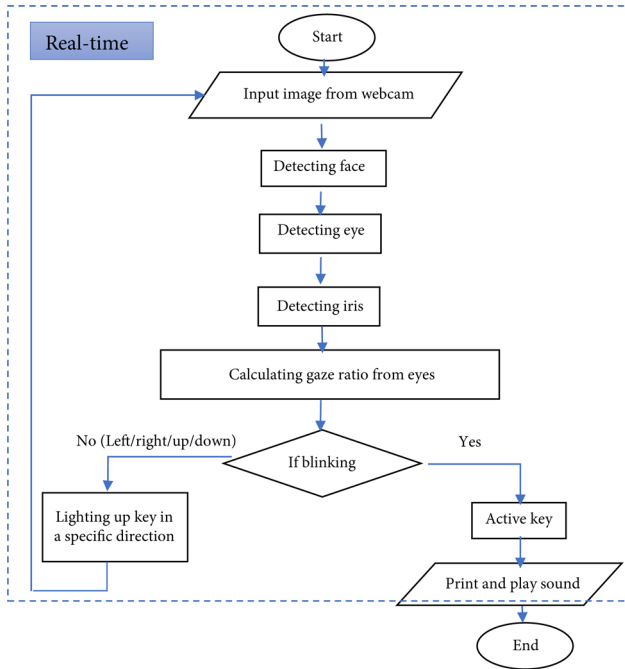 Real-time
Start
Input image from webcam
Detecting face
Detecting eye
Detecting iris
Calculating gaze ratio from eyes
No (Left/right/up/down)
If blinking
Yes
Lighting up key in
a specific direction
Active key
Print and play sound
End